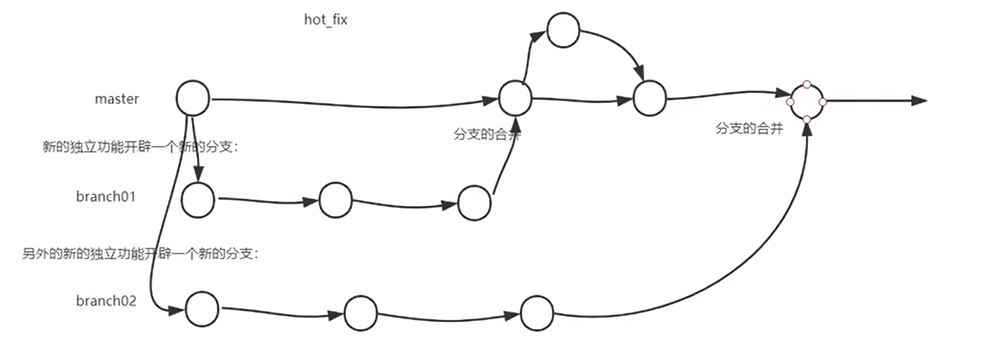 hot_fix
master
分支的合并
分支的合并
新的独立功能开辟一个新的分支：
branch01
另外的新的独立功能开辟一个新的分支：
branch02